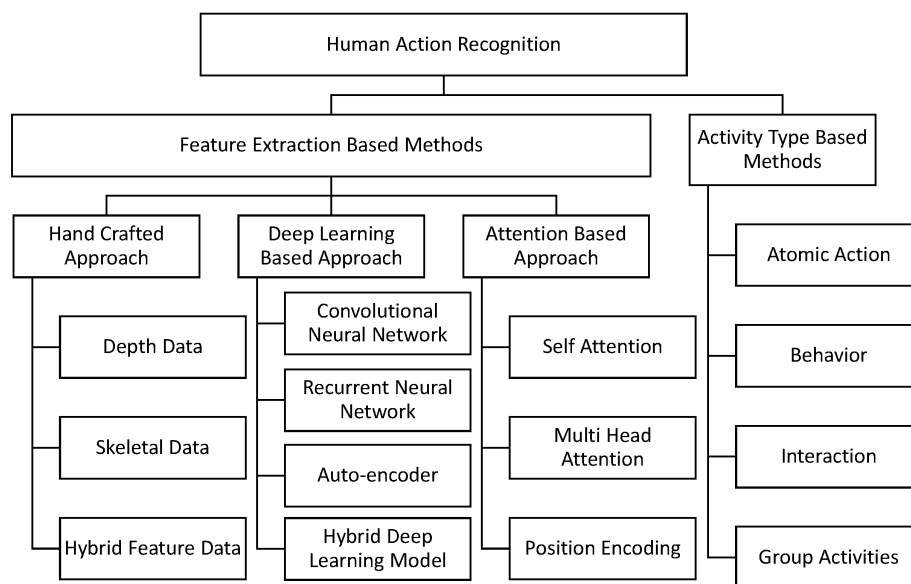 Human Action Recognition
Feature Extraction Based Methods
Activity Type Based
Methods
Hand Crafted
Approach
Depth Data
Skeletal Data
Hybrid Feature Data
Deep Learning
Based Approach
Convolutional
Neural Network
Recurrent Neural
Network
Auto-encoder
Hybrid Deep
Learning Model
Attention Based
Approach
Self Attention
Multi Head
Attention
Position Encoding
Atomic Action
Behavior
Interaction
Group Activities